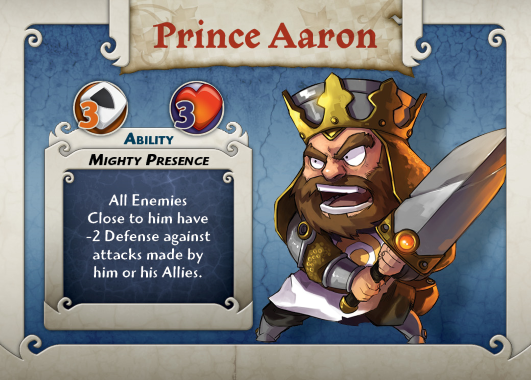 Prince Aaron
3 3
Ability
Mighty Presence
All Enemies
Close to him have
-2 Defense against
attacks made by
him or his Allies.